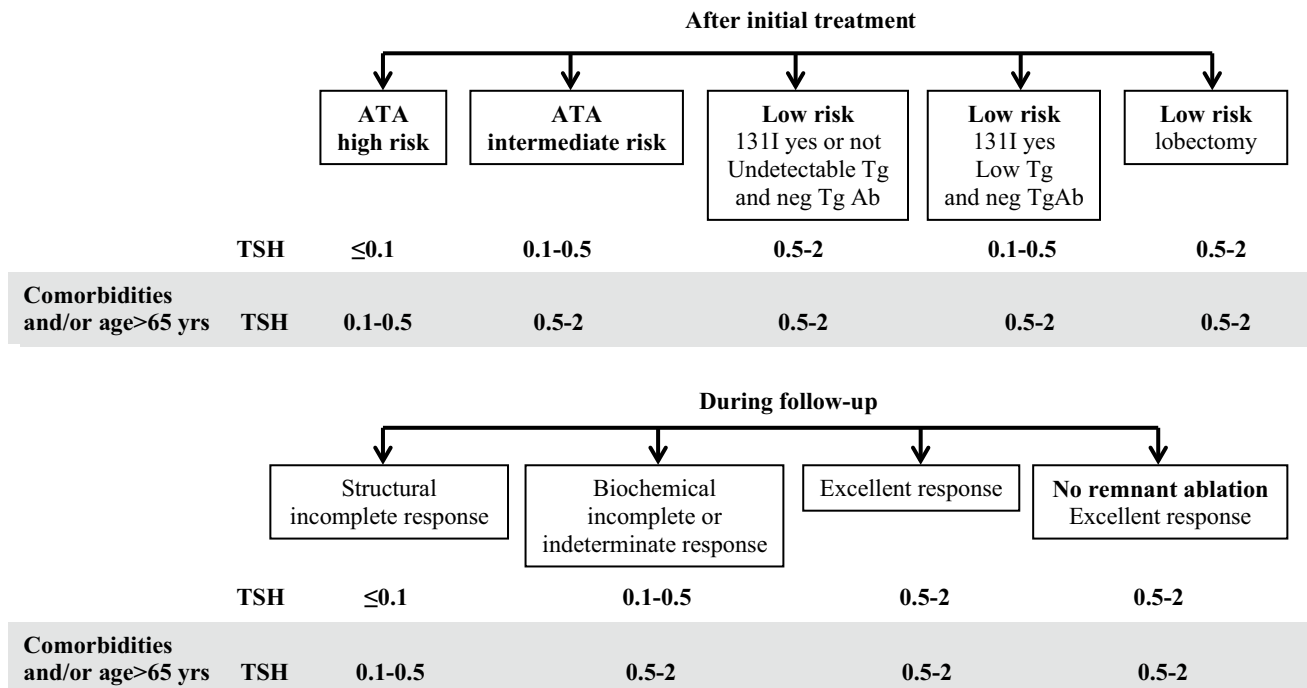 After initial treatment
ATA
high risk
ATA
intermediate risk
Low risk
131I yes or not
Undetectable Tg
and neg Tg Ab
Low risk
131I yes
Low Tg
and neg TgAb
Low risk
lobectomy
TSH ≤0.1 0.1-0.5 0.5-2 0.1-0.5 0.5-2
Comorbidities
and/or age>65 yrs TSH 0.1-0.5 0.5-2 0.5-2 0.5-2 0.5-2
During follow-up
Structural
incomplete response
Biochemical
incomplete or
indeterminate response
Excellent response
No remnant ablation
Excellent response
TSH ≤0.1 0.1-0.5 0.5-2 0.5-2
Comorbidities
and/or age>65 yrs TSH 0.1-0.5 0.5-2 0.5-2 0.5-2